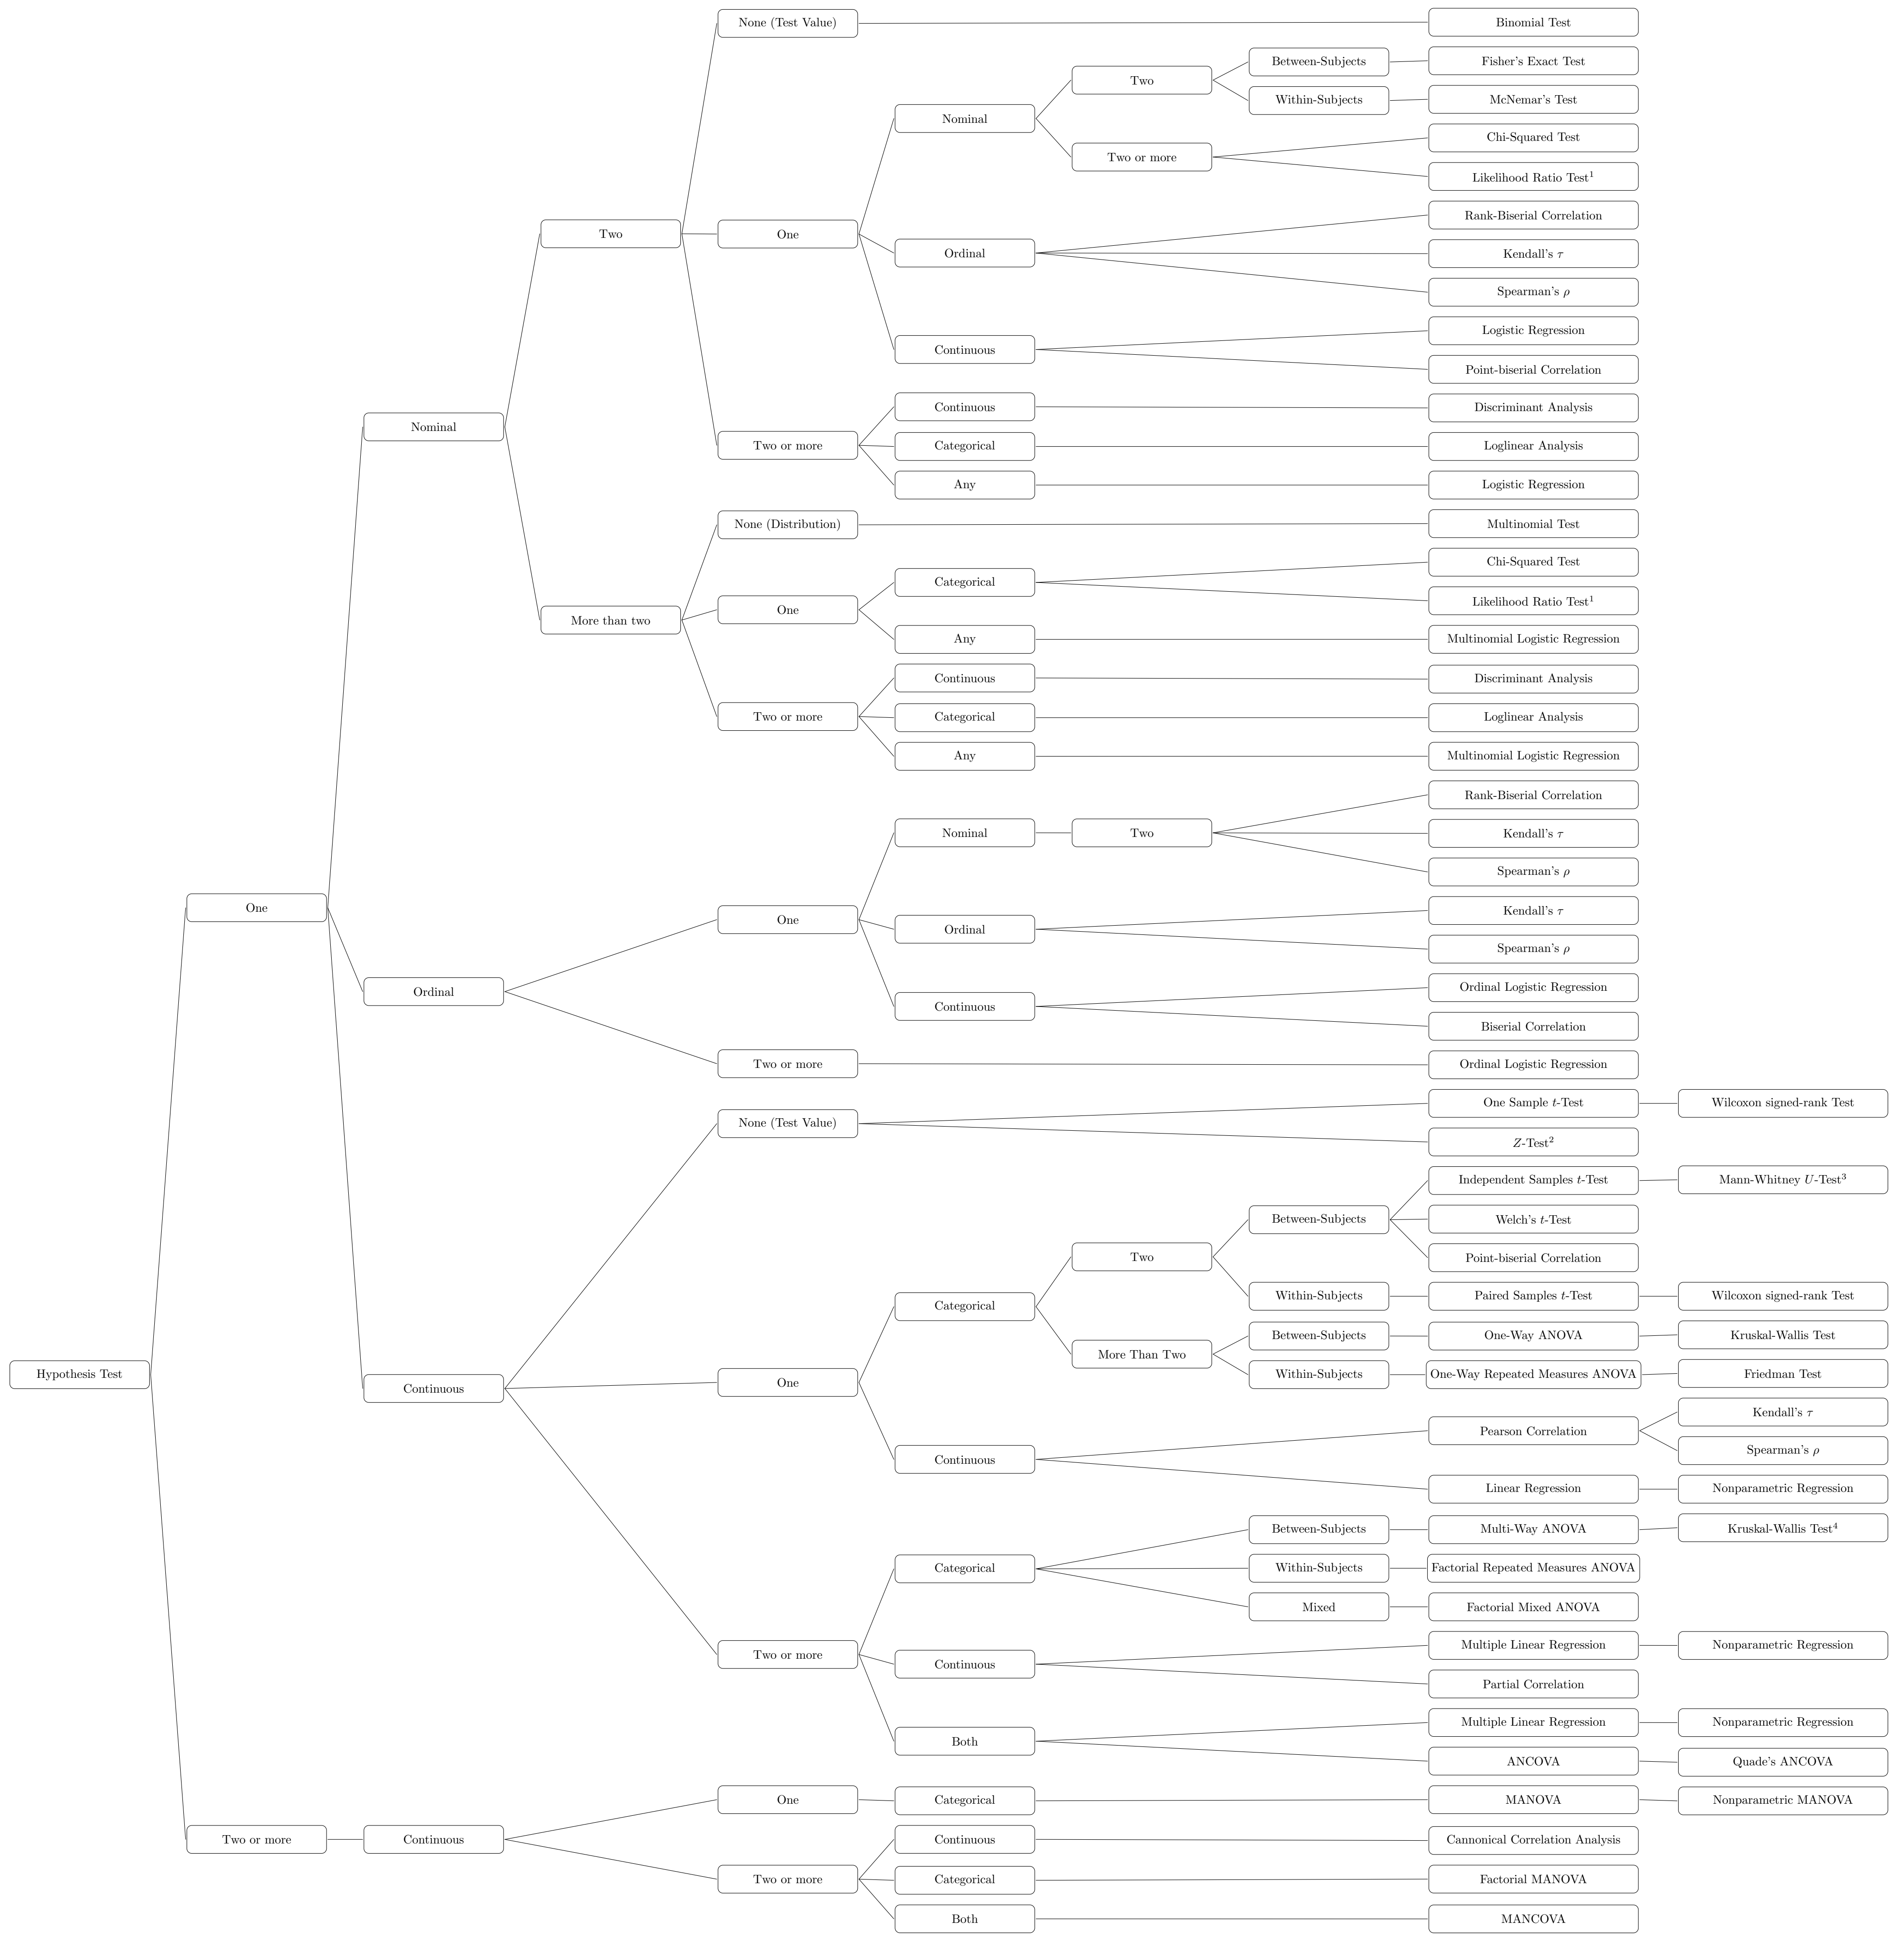 None (Test Value)
Binomial Test
Between-Subjects
Fisher's Exact Test
Two
Within-Subjects
McNemar's Test
Nominal
Chi-Squared Test
Two or more
Likelihood Ratio Test¹
Rank-Biserial Correlation
Two
One
Ordinal
Kendall's τ
Spearman's ρ
Logistic Regression
Continuous
Point-biserial Correlation
Continuous
Discriminant Analysis
Nominal
Two or more
Categorical
Loglinear Analysis
Any
Logistic Regression
None (Distribution)
Multinomial Test
Chi-Squared Test
Categorical
Likelihood Ratio Test¹
More than two
One
Any
Multinomial Logistic Regression
Continuous
Discriminant Analysis
Two or more
Categorical
Loglinear Analysis
Any
Multinomial Logistic Regression
Rank-Biserial Correlation
Nominal
Two
Kendall's τ
Spearman's ρ
One
One
Kendall's τ
Ordinal
Spearman's ρ
Ordinal
Ordinal Logistic Regression
Continuous
Biserial Correlation
Two or more
Ordinal Logistic Regression
One Sample t-Test
Wilcoxon signed-rank Test
None (Test Value)
Z-Test²
Independent Samples t-Test
Mann-Whitney U-Test³
Between-Subjects
Welch's t-Test
Two
Point-biserial Correlation
Within-Subjects
Paired Samples t-Test
Wilcoxon signed-rank Test
Categorical
Between-Subjects
One-Way ANOVA
Kruskal-Wallis Test
More Than Two
Within-Subjects
One-Way Repeated Measures ANOVA
Friedman Test
Hypothesis Test
Continuous
One
Kendall's τ
Pearson Correlation
Spearman's ρ
Continuous
Linear Regression
Nonparametric Regression
Between-Subjects
Multi-Way ANOVA
Kruskal-Wallis Test⁴
Categorical
Within-Subjects
Factorial Repeated Measures ANOVA
Mixed
Factorial Mixed ANOVA
Two or more
Multiple Linear Regression
Nonparametric Regression
Continuous
Partial Correlation
Multiple Linear Regression
Nonparametric Regression
Both
ANCOVA
Quade's ANCOVA
One
Categorical
MANOVA
Nonparametric MANOVA
Two or more
Continuous
Continuous
Cannonical Correlation Analysis
Two or more
Categorical
Factorial MANOVA
Both
MANCOVA